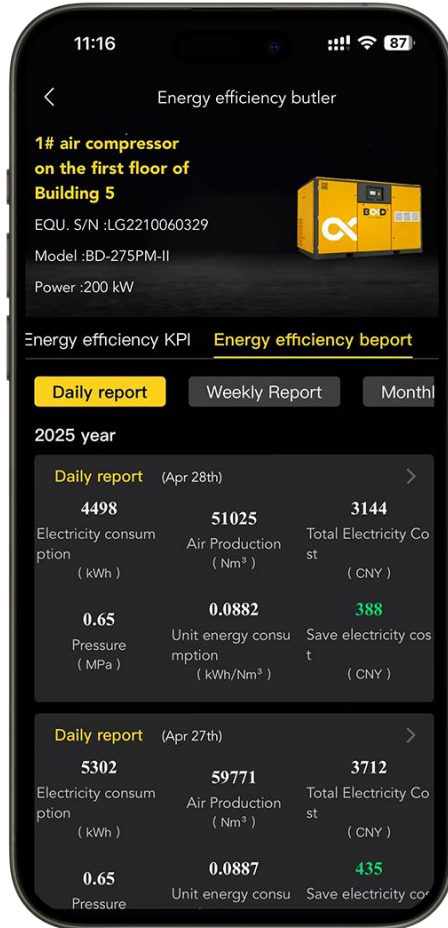 11:16
87
Energy efficiency butler
1# air compressor
on the first floor of
Building 5
EQU. S/N :LG2210060329
Model :BD-275PM-II
Power :200 kW
Energy efficiency KPI
Energy efficiency beport
Daily report
Weekly Report
Monthl
2025 year
Daily report (Apr 28th)
4498
Electricity consum
ption
( kWh )
51025
Air Production
( Nm³ )
3144
Total Electricity Co
st
( CNY )
0.65
Pressure
( MPa )
0.0882
Unit energy consu
mption
( kWh/Nm³ )
388
Save electricity cos
t
( CNY )
Daily report (Apr 27th)
5302
Electricity consum
ption
( kWh )
59771
Air Production
( Nm³ )
3712
Total Electricity Co
st
( CNY )
0.65
Pressure
0.0887
Unit energy consu
435
Save electricity cos